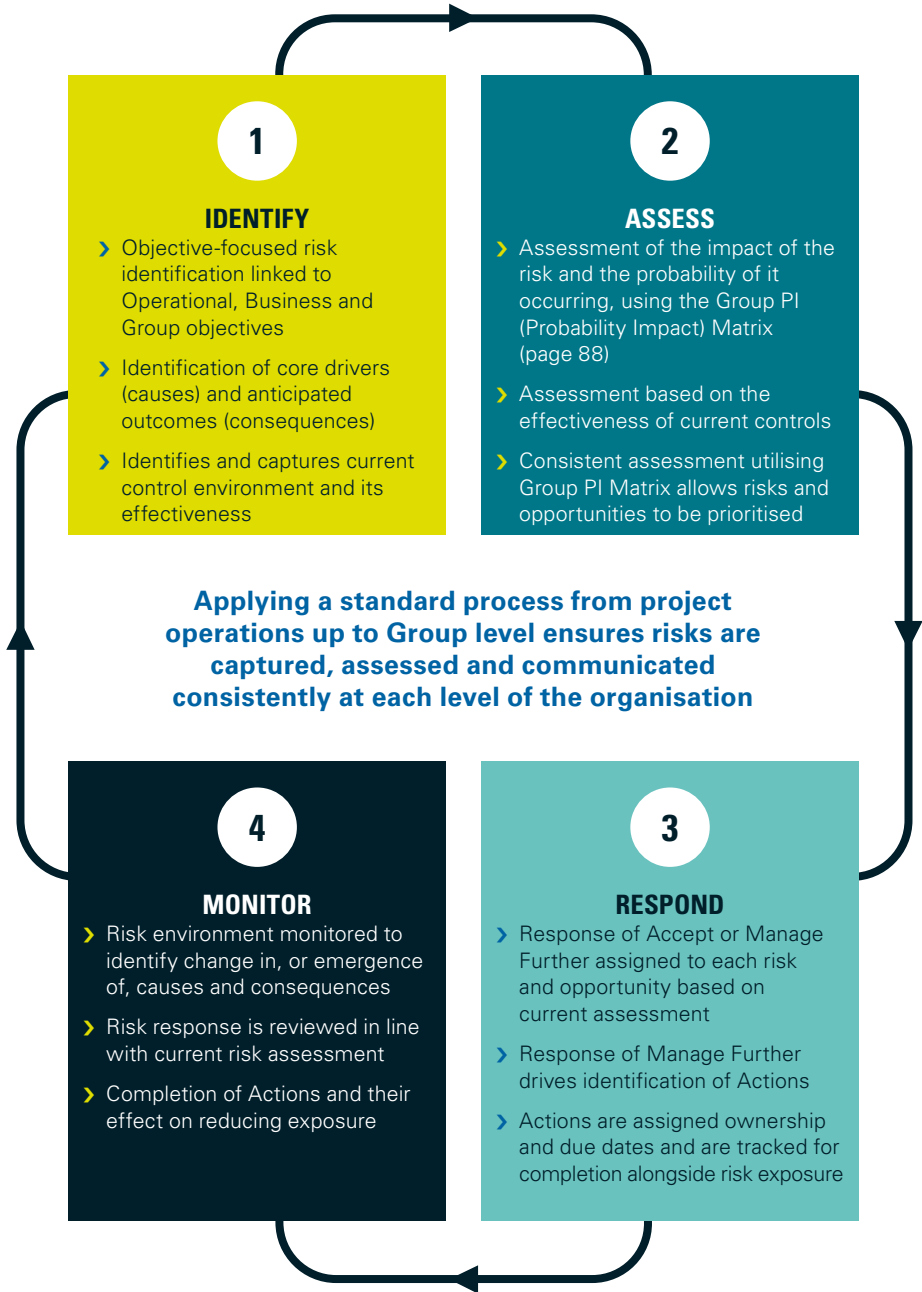 1
IDENTIFY
Objective-focused risk
identification linked to
Operational, Business and
Group objectives
Identification of core drivers
(causes) and anticipated
outcomes (consequences)
Identifies and captures current
control environment and its
effectiveness
2
ASSESS
Assessment of the impact of the
risk and the probability of it
occurring, using the Group PI
(Probability Impact) Matrix
(page 88)
Assessment based on the
effectiveness of current controls
Consistent assessment utilising
Group PI Matrix allows risks and
opportunities to be prioritised
Applying a standard process from project
operations up to Group level ensures risks are
captured, assessed and communicated
consistently at each level of the organisation
4
MONITOR
Risk environment monitored to
identify change in, or emergence
of, causes and consequences
Risk response is reviewed in line
with current risk assessment
Completion of Actions and their
effect on reducing exposure
3
RESPOND
Response of Accept or Manage
Further assigned to each risk
and opportunity based on
current assessment
Response of Manage Further
drives identification of Actions
Actions are assigned ownership
and due dates and are tracked for
completion alongside risk exposure